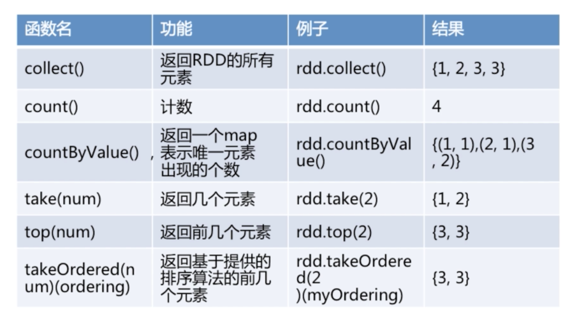 函数名 功能 例子 结果
collect() 返回RDD的所有 rdd.collect() {1, 2, 3, 3}
元素
count() 计数 rdd.count() 4
countByValue() , 返回一个map rdd.countByVal {(1, 1),(2, 1),(3
表示唯一元素 ue() , 2)}
出现的个数
take(num) 返回几个元素 rdd.take(2) {1, 2}
top(num) 返回前几个元素 rdd.top(2) {3, 3}
takeOrdered(n 返回基于提供的 rdd.takeOrdere {3, 3}
um)(ordering) 排序算法的前几 d(2
个元素 )(myOrdering)